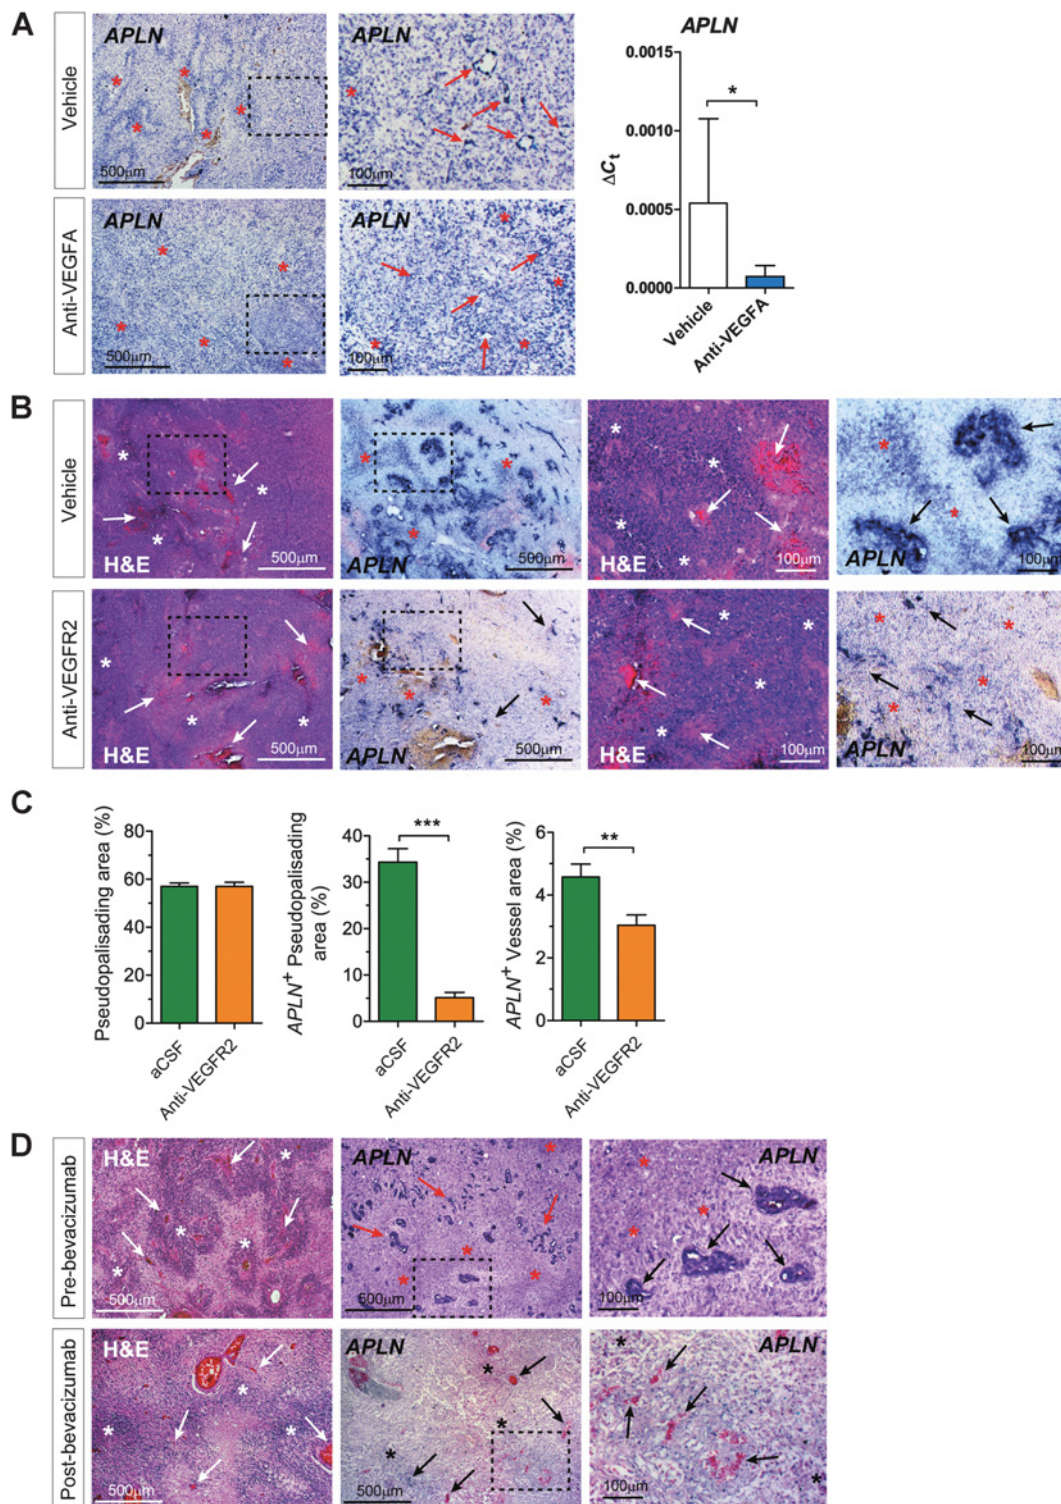 A
Vehicle
APLN
500μm
APLN
100μm
Anti-VEGFA
APLN
500μm
APLN
100μm
APLN
ΔCt
0.0015
0.0010
0.0005
0.0000
*
Vehicle
Anti-VEGFA
B
Vehicle
H&E
500μm
APLN
500μm
H&E
100μm
APLN
100μm
Anti-VEGFR2
H&E
500μm
APLN
500μm
H&E
100μm
APLN
100μm
C
Pseudopalisading area (%)
80
60
40
20
0
aCSF
Anti-VEGFR2
APLN+ Pseudopalisading
area (%)
40
30
20
10
0
***
aCSF
Anti-VEGFR2
APLN+ Vessel area (%)
6
4
2
0
**
aCSF
Anti-VEGFR2
D
Pre-bevacizumab
H&E
500μm
APLN
500μm
APLN
100μm
Post-bevacizumab
H&E
500μm
APLN
500μm
APLN
100μm